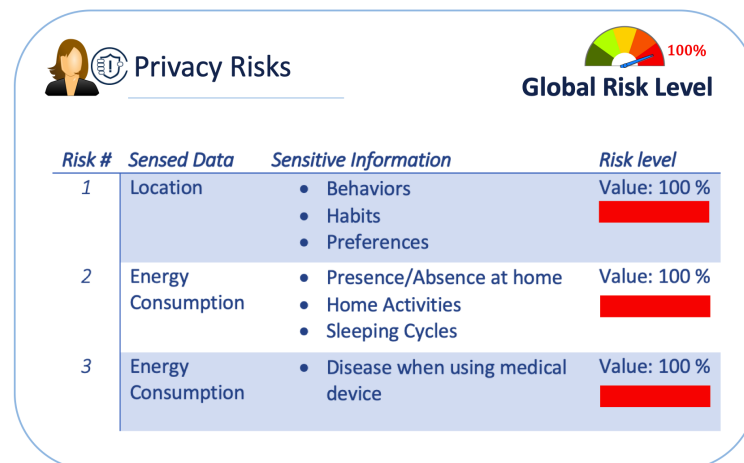 Privacy Risks
100%
Global Risk Level
Risk # Sensed Data Sensitive Information Risk level
1 Location • Behaviors Value: 100 %
• Habits
• Preferences
2 Energy • Presence/Absence at home Value: 100 %
Consumption • Home Activities
• Sleeping Cycles
3 Energy • Disease when using medical Value: 100 %
Consumption device